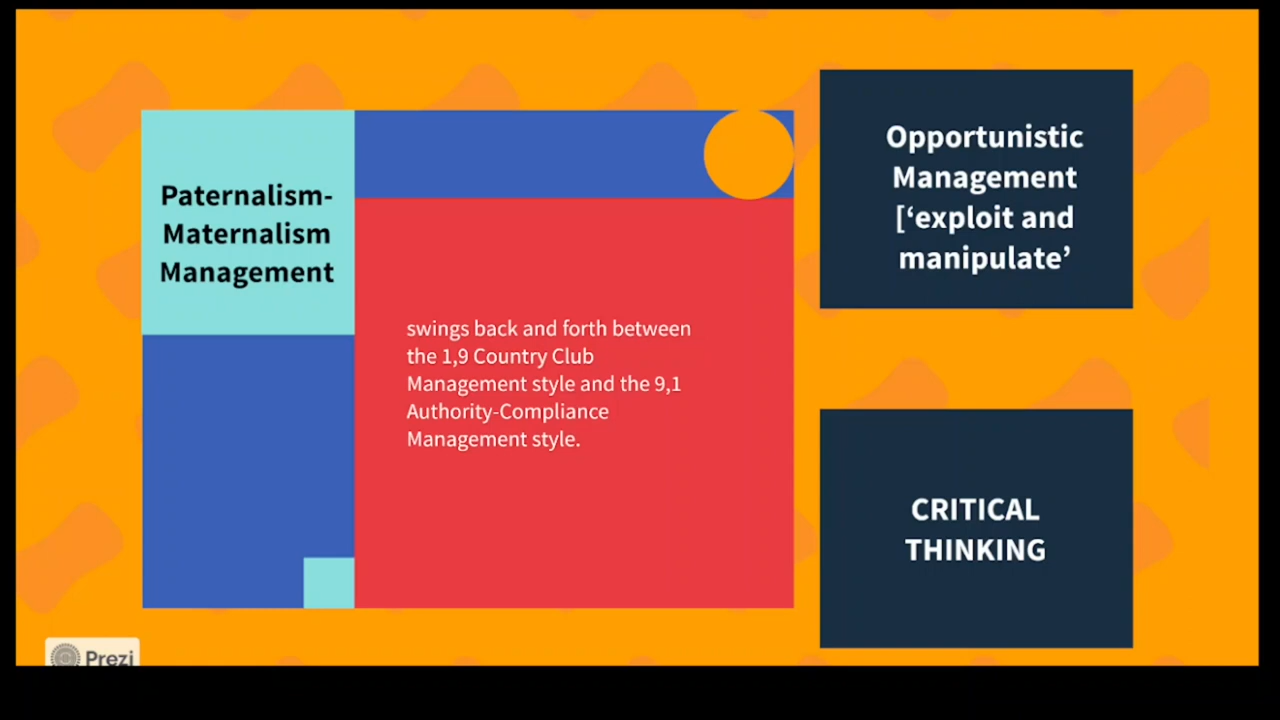 Paternalism-
Maternalism
Management
swings back and forth between
the 1,9 Country Club
Management style and the 9,1
Authority-Compliance
Management style.
Opportunistic
Management
[‘exploit and
manipulate’
CRITICAL
THINKING
Prezi